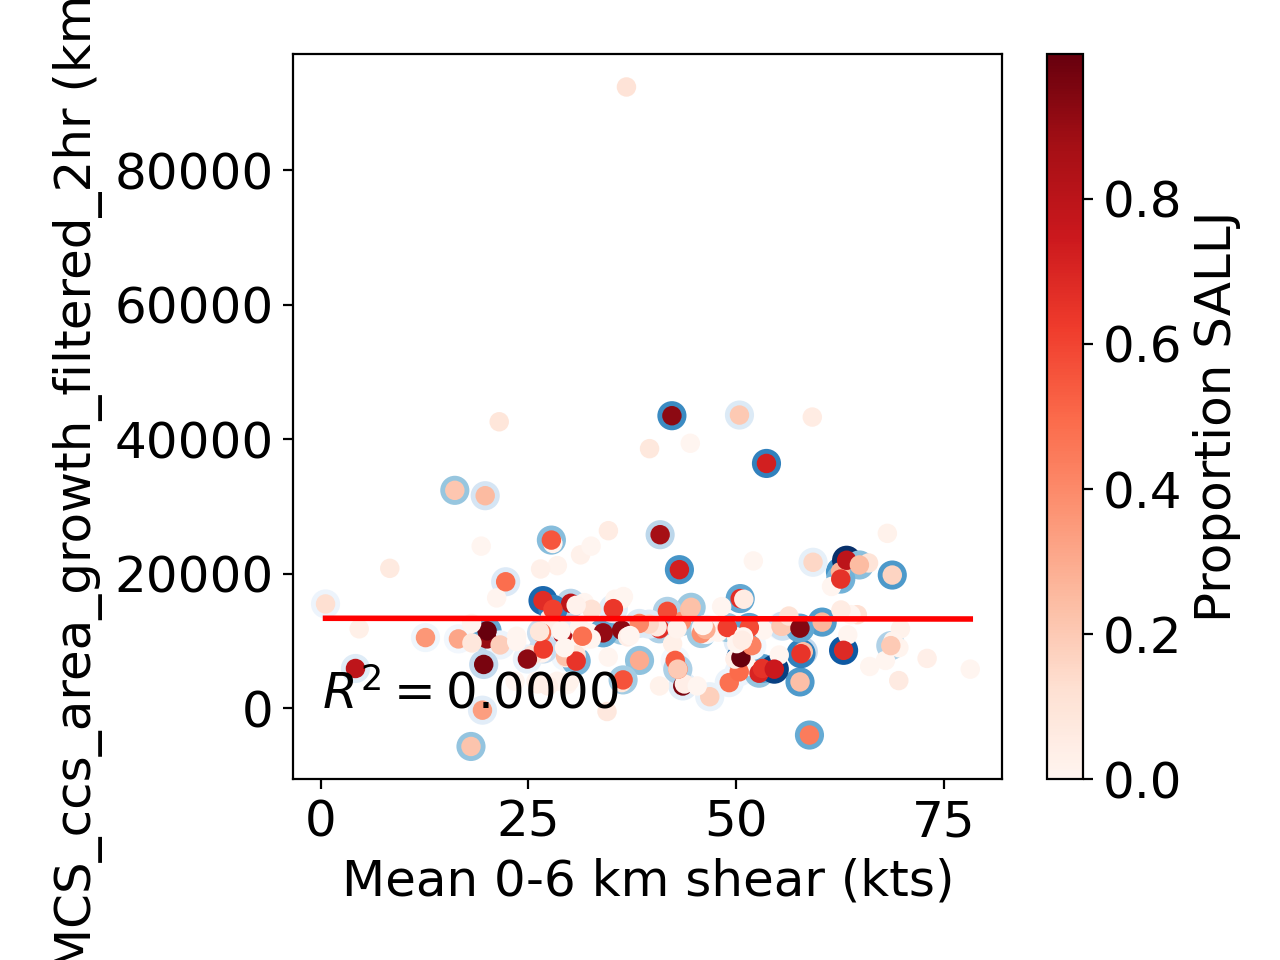 MCS_ccs_area_growth_filtered_2hr (km
80000
60000
40000
20000
0
R² = 0.0000
0 25 50 75
Mean 0-6 km shear (kts)
0.8
0.6
0.4
0.2
0.0
Proportion SALLJ